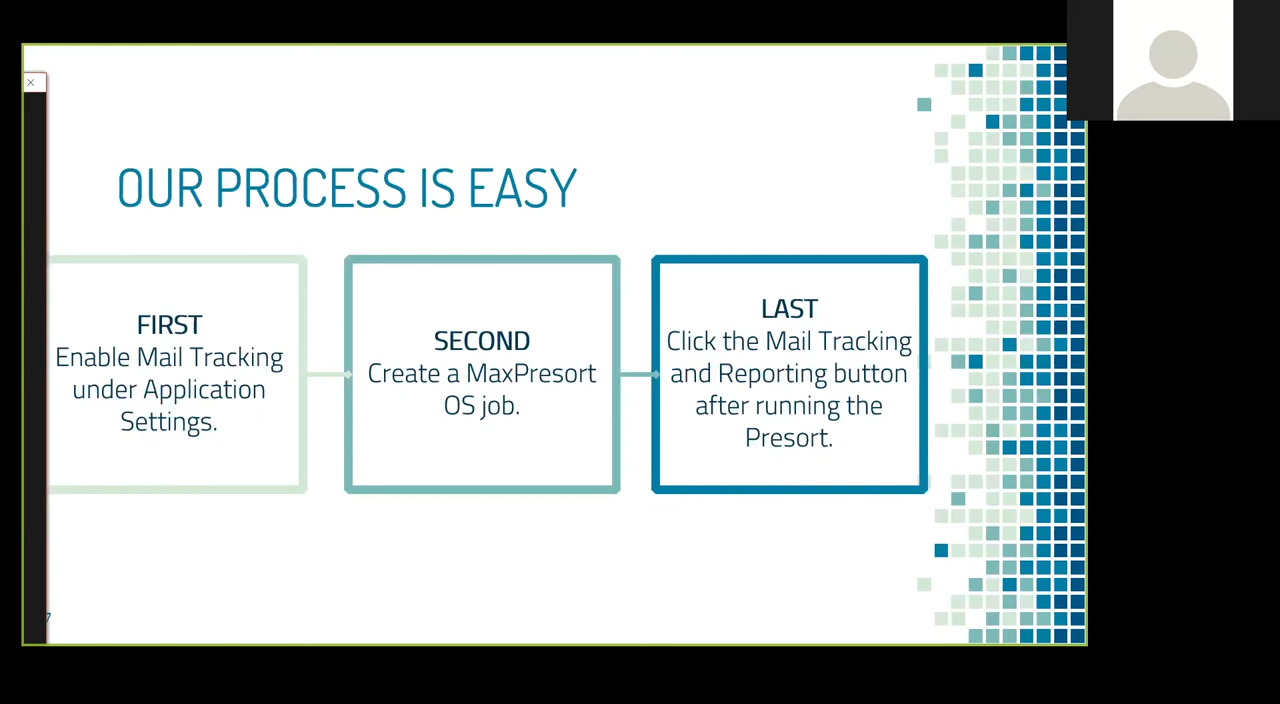 OUR PROCESS IS EASY
FIRST
Enable Mail Tracking
under Application
Settings.
SECOND
Create a MaxPresort
OS job.
LAST
Click the Mail Tracking
and Reporting button
after running the
Presort.
7